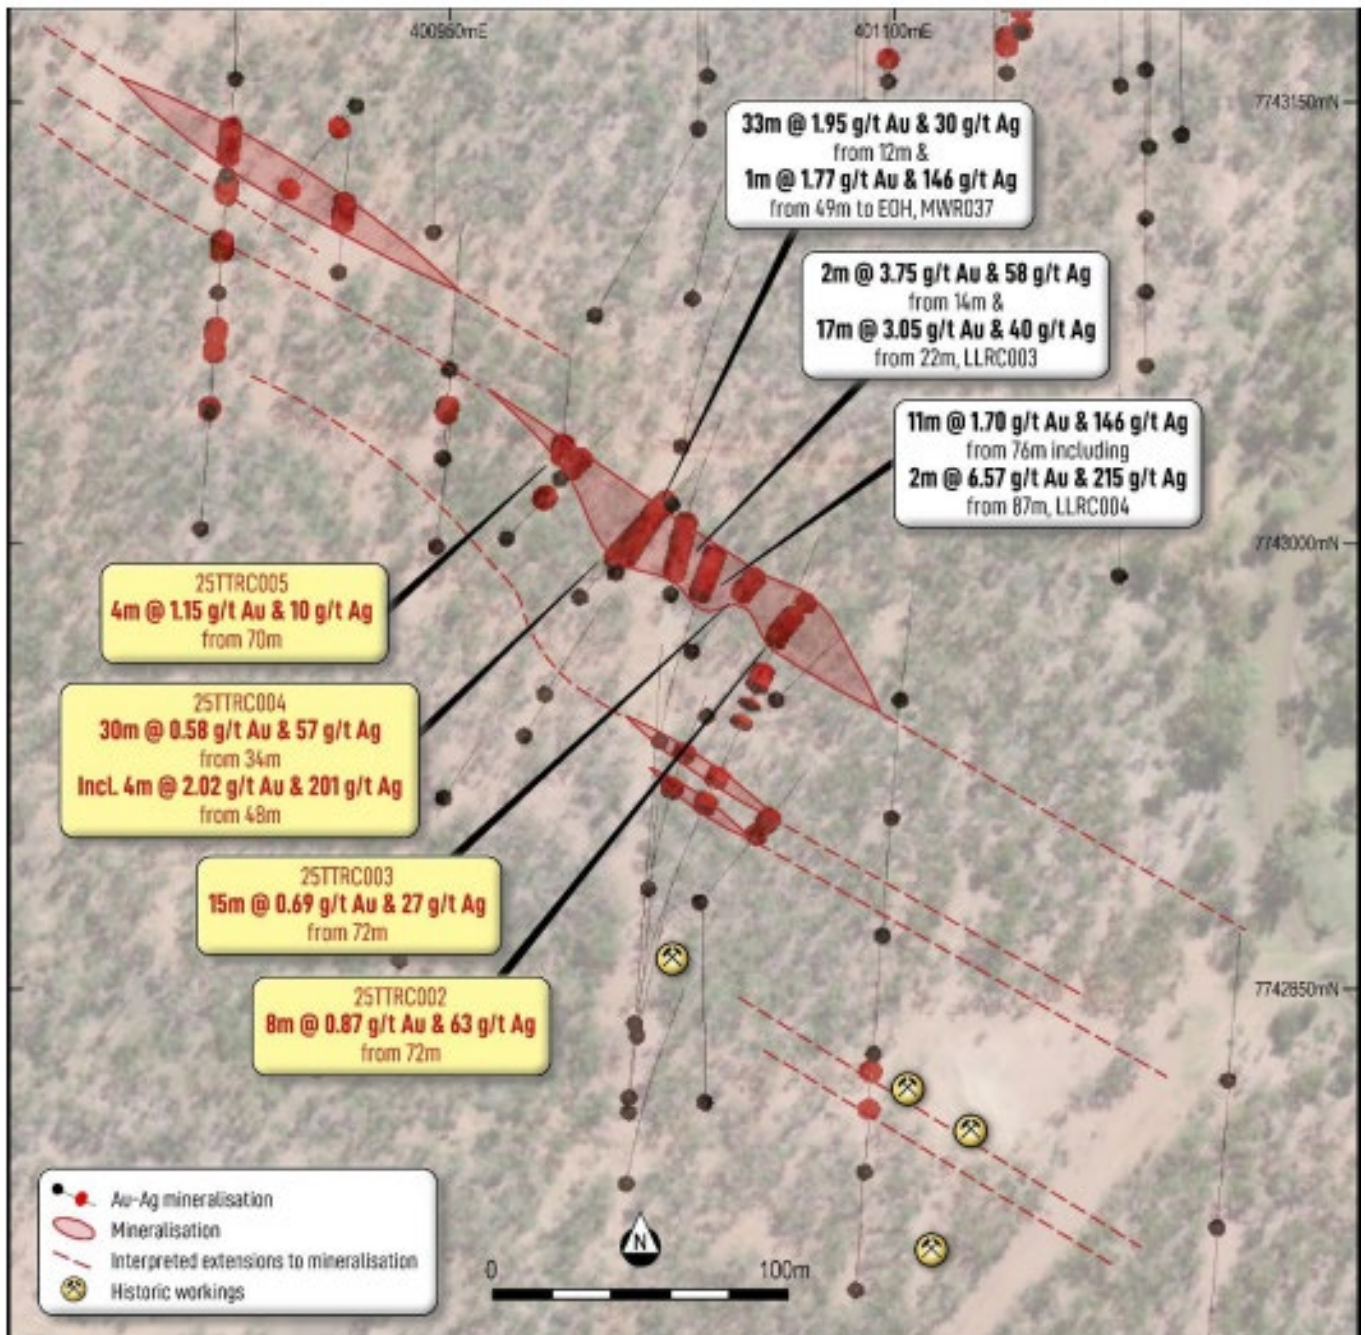 400950mE
401100mE
7743150mN
33m @ 1.95 g/t Au & 30 g/t Ag
from 12m &
1m @ 1.77 g/t Au & 146 g/t Ag
from 49m to EOH, MWR037
2m @ 3.75 g/t Au & 58 g/t Ag
from 14m &
17m @ 3.05 g/t Au & 40 g/t Ag
from 22m, LLRC003
11m @ 1.70 g/t Au & 146 g/t Ag
from 76m including
2m @ 6.57 g/t Au & 215 g/t Ag
from 87m, LLRC004
7743000mN
25TTRC005
4m @ 1.15 g/t Au & 10 g/t Ag
from 70m
25TTRC004
30m @ 0.58 g/t Au & 57 g/t Ag
from 34m
Incl. 4m @ 2.02 g/t Au & 201 g/t Ag
from 48m
25TTRC003
15m @ 0.69 g/t Au & 27 g/t Ag
from 72m
25TTRC002
8m @ 0.87 g/t Au & 63 g/t Ag
from 72m
7742850mN
Au-Ag mineralisation
Mineralisation
Interpreted extensions to mineralisation
Historic workings
N
0 100m